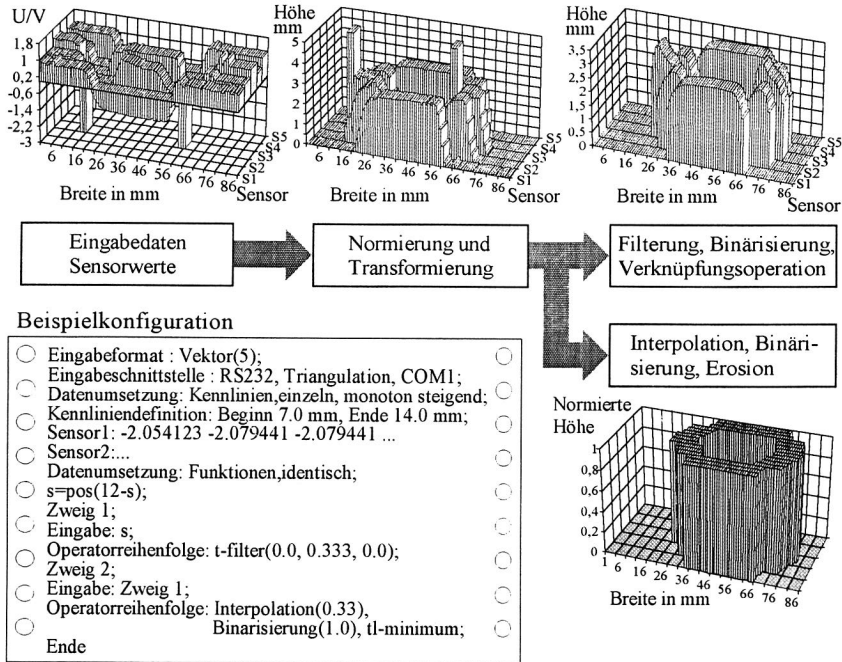 U/V
1,8
1
0,2
-0,6
-1,4
-2,2
-3
6 16 26 36 46 56 66 76 86
S1 S2 S3 S4 S5
Breite in mm
Sensor
Höhe
mm
5
4
3
2
1
0
6 16 26 36 46 56 66 76 86
S1 S2 S3 S4 S5
Breite in mm
Sensor
Höhe
mm
3,5
3
2,5
2
1,5
1
0,5
0
6 16 26 36 46 56 66 76 86
S1 S2 S3 S4 S5
Breite in mm
Sensor
Eingabedaten
Sensorwerte
Normierung und
Transformierung
Filterung, Binärisierung,
Verknüpfungsoperation
Interpolation, Binäri-
sierung, Erosion
Beispielkonfiguration
Eingabeformat : Vektor(5);
Eingabeschnittstelle : RS232, Triangulation, COM1;
Datenumsetzung: Kennlinien,einzeln, monoton steigend;
Kennliniendefinition: Beginn 7.0 mm, Ende 14.0 mm;
Sensor1: -2.054123 -2.079441 -2.079441 ...
Sensor2:...
Datenumsetzung: Funktionen,identisch;
s=pos(12-s);
Zweig 1;
Eingabe: s;
Operatorreihenfolge: t-filter(0.0, 0.333, 0.0);
Zweig 2;
Eingabe: Zweig 1;
Operatorreihenfolge: Interpolation(0.33),
Binarisierung(1.0), tl-minimum;
Ende
Normierte
Höhe
1
0,8
0,6
0,4
0,2
0
1 6 16 26 36 46 56 66 76 86
Breite in mm